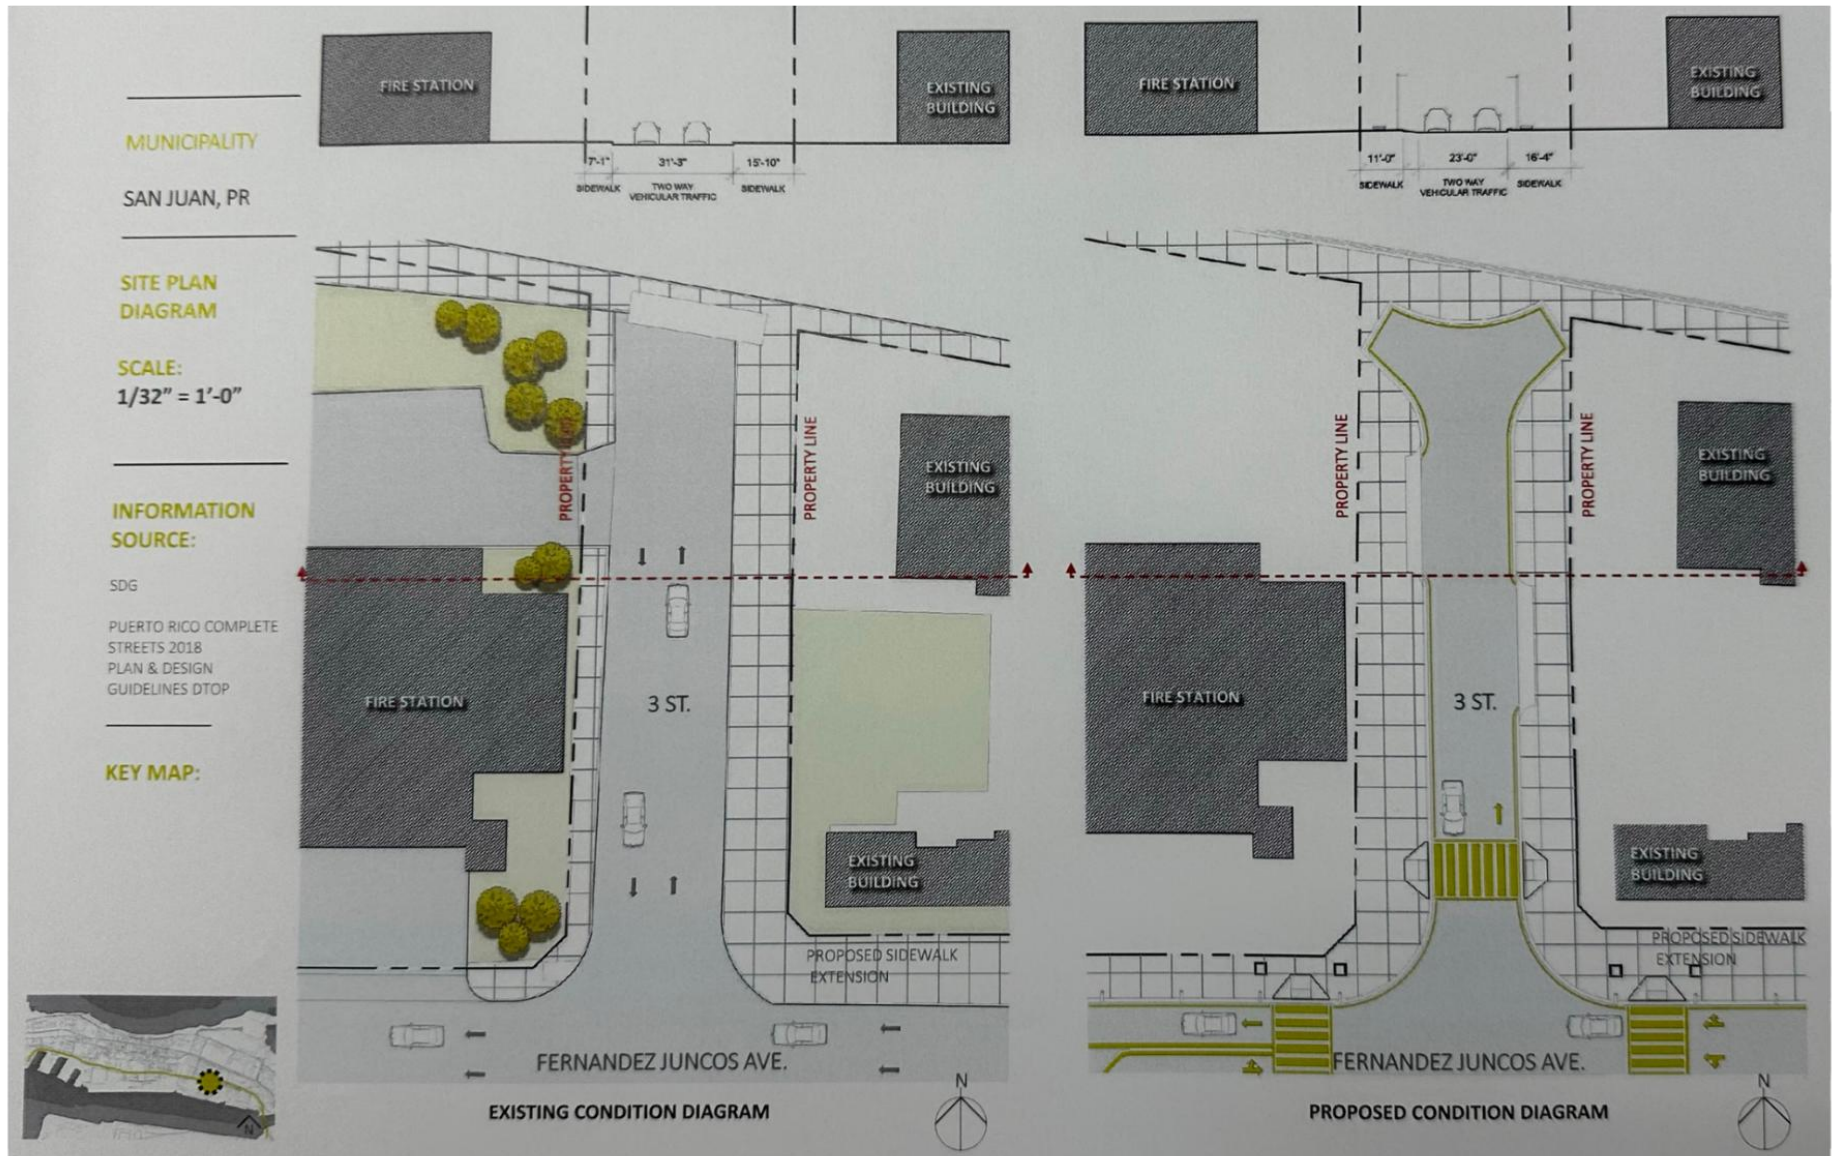 MUNICIPALITY
SAN JUAN, PR
SITE PLAN
DIAGRAM
SCALE:
1/32" = 1'-0"
INFORMATION
SOURCE:
SDG
PUERTO RICO COMPLETE
STREETS 2018
PLAN & DESIGN
GUIDELINES DTOP
KEY MAP:
N
FIRE STATION
EXISTING
BUILDING
7'-1"
31'-3"
15'-10"
SIDEWALK
TWO WAY
VEHICULAR TRAFFIC
SIDEWALK
PROPERTY LINE
PROPERTY LINE
EXISTING
BUILDING
FIRE STATION
3 ST.
EXISTING
BUILDING
PROPOSED SIDEWALK
EXTENSION
FERNANDEZ JUNCOS AVE.
EXISTING CONDITION DIAGRAM
N
FIRE STATION
EXISTING
BUILDING
11'-0"
23'-0"
16'-4"
SIDEWALK
TWO WAY
VEHICULAR TRAFFIC
SIDEWALK
PROPERTY LINE
PROPERTY LINE
EXISTING
BUILDING
FIRE STATION
3 ST.
EXISTING
BUILDING
PROPOSED SIDEWALK
EXTENSION
FERNANDEZ JUNCOS AVE.
PROPOSED CONDITION DIAGRAM
N